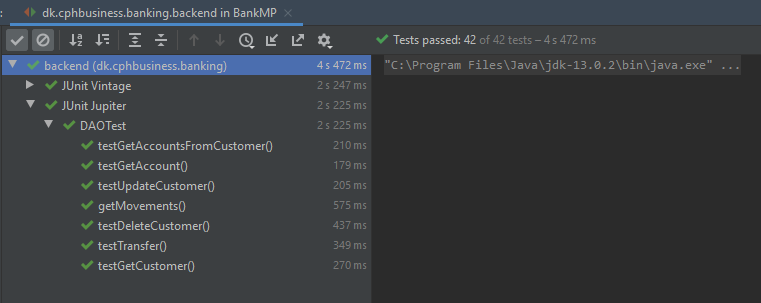 : dk.cphbusiness.banking.backend in BankMP ×
Tests passed: 42 of 42 tests – 4 s 472 ms
backend (dk.cphbusiness.banking) 4 s 472 ms
"C:\Program Files\Java\jdk-13.0.2\bin\java.exe" ...
JUnit Vintage 2 s 247 ms
JUnit Jupiter 2 s 225 ms
DAOTest 2 s 225 ms
testGetAccountsFromCustomer() 210 ms
testGetAccount() 179 ms
testUpdateCustomer() 205 ms
getMovements() 575 ms
testDeleteCustomer() 437 ms
testTransfer() 349 ms
testGetCustomer() 270 ms